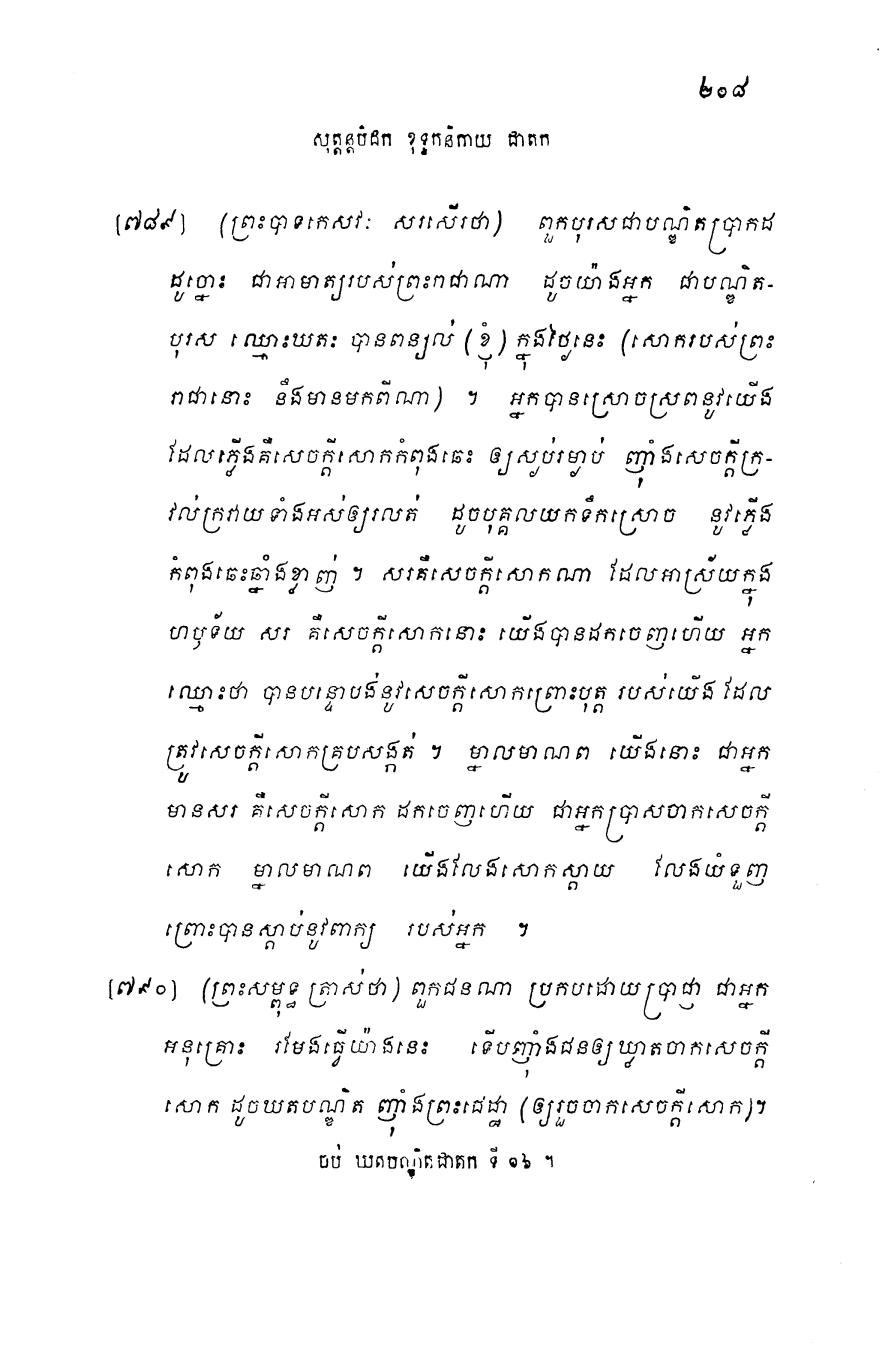 ២០៨
សុត្តន្តបិដក ខុទ្ទកនិកាយ ជាតក
[៧៨៩] (ព្រះបាទកេសវៈ សរសើរថា) ពួកបុរសជាបណ្ឌិតប្រាកដ
ដូច្នោះ ជាអាមាត្យរបស់ព្រះរាជាណា ដូចយ៉ាងអ្នក ជាបណ្ឌិត-
បុរស ឈ្មោះឃតៈ បានពន្យល់ (ខ្ញុំ) ក្នុងថ្ងៃនេះ (សោករបស់ព្រះ
រាជានោះ នឹងមានមកពីណា) ។ អ្នកបានស្រោចស្រពនូវយើង
ដែលភ្លើងគឺសេចក្តីសោកកំពុងឆេះ ឲ្យស្ងប់រម្ងាប់ ញុំាងសេចក្តីក្រ-
វល់ក្រវាយទាំងអស់ឲ្យរលត់ ដូចបុគ្គលយកទឹកស្រោច នូវភ្លើង
កំពុងឆេះឆ្នាំងខ្វាញ់ ។ សរគឺសេចក្តីសោកណា ដែលអាស្រ័យក្នុង
ហឫទ័យ សរ គឺសេចក្តីសោកនោះ យើងបានដកចេញហើយ អ្នក
ឈ្មោះថា បានបន្ទោបង់នូវសេចក្តីសោកព្រោះបុត្ត របស់យើង ដែល
ត្រូវសេចក្តីសោកគ្របសង្កត់ ។ ម្នាលមាណព យើងនោះ ជាអ្នក
មានសរ គឺសេចក្តីសោក ដកចេញហើយ ជាអ្នកប្រាសចាកសេចក្តី
សោក ម្នាលមាណព យើងលែងសោកស្តាយ លែងយំទួញ
ព្រោះបានស្តាប់នូវពាក្យ របស់អ្នក ។
[៧៩០] (ព្រះសម្ពុទ្ធ ត្រាស់ថា) ពួកជនណា ប្រកបដោយប្រាជ្ញា ជាអ្នក
អនុគ្រោះ រមែងធ្វើយ៉ាងនេះ ទើបញុំាងជនឲ្យឃ្លាតចាកសេចក្តី
សោក ដូចឃតបណ្ឌិត ញុំាងព្រះជេដ្ឋា (ឲ្យរួចចាកសេចក្តីសោក)។
ចប់ ឃតបណ្ឌិតជាតក ទី ១៦ ។